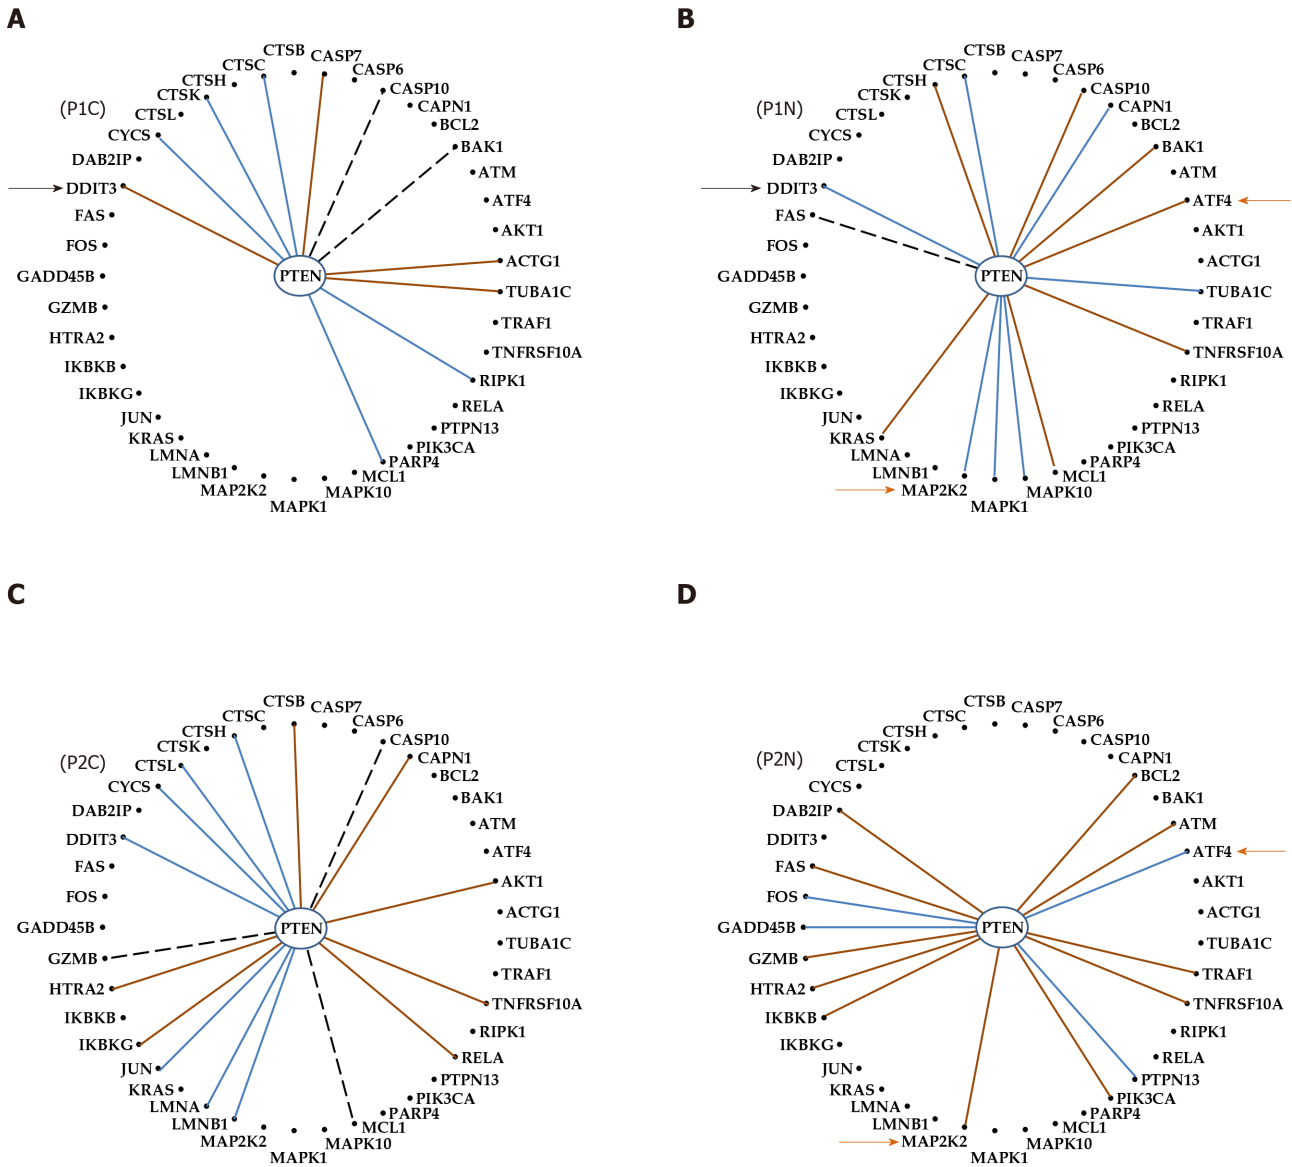 A
(P1C)
CTSB
CASP7
CASP6
CASP10
CAPN1
BCL2
BAK1
ATM
ATF4
AKT1
ACTG1
TUBA1C
TRAF1
TNFRSF10A
RIPK1
RELA
PTPN13
PIK3CA
PARP4
MCL1
MAPK10
MAPK1
MAP2K2
LMNB1
LMNA
KRAS
JUN
IKBKG
IKBKB
HTRA2
GZMB
GADD45B
FOS
FAS
DDIT3
DAB2IP
CYCS
CTSL
CTSK
CTSH
CTSC
PTEN
B
(P1N)
CTSB
CASP7
CASP6
CASP10
CAPN1
BCL2
BAK1
ATM
ATF4
AKT1
ACTG1
TUBA1C
TRAF1
TNFRSF10A
RIPK1
RELA
PTPN13
PIK3CA
PARP4
MCL1
MAPK10
MAPK1
MAP2K2
LMNB1
LMNA
KRAS
JUN
IKBKG
IKBKB
HTRA2
GZMB
GADD45B
FOS
FAS
DDIT3
DAB2IP
CYCS
CTSL
CTSK
CTSH
CTSC
PTEN
C
(P2C)
CTSB
CASP7
CASP6
CASP10
CAPN1
BCL2
BAK1
ATM
ATF4
AKT1
ACTG1
TUBA1C
TRAF1
TNFRSF10A
RIPK1
RELA
PTPN13
PIK3CA
PARP4
MCL1
MAPK10
MAPK1
MAP2K2
LMNB1
LMNA
KRAS
JUN
IKBKG
IKBKB
HTRA2
GZMB
GADD45B
FOS
FAS
DDIT3
DAB2IP
CYCS
CTSL
CTSK
CTSH
CTSC
PTEN
D
(P2N)
CTSB
CASP7
CASP6
CASP10
CAPN1
BCL2
BAK1
ATM
ATF4
AKT1
ACTG1
TUBA1C
TRAF1
TNFRSF10A
RIPK1
RELA
PTPN13
PIK3CA
PARP4
MCL1
MAPK10
MAPK1
MAP2K2
LMNB1
LMNA
KRAS
JUN
IKBKG
IKBKB
HTRA2
GZMB
GADD45B
FOS
FAS
DDIT3
DAB2IP
CYCS
CTSL
CTSK
CTSH
CTSC
PTEN